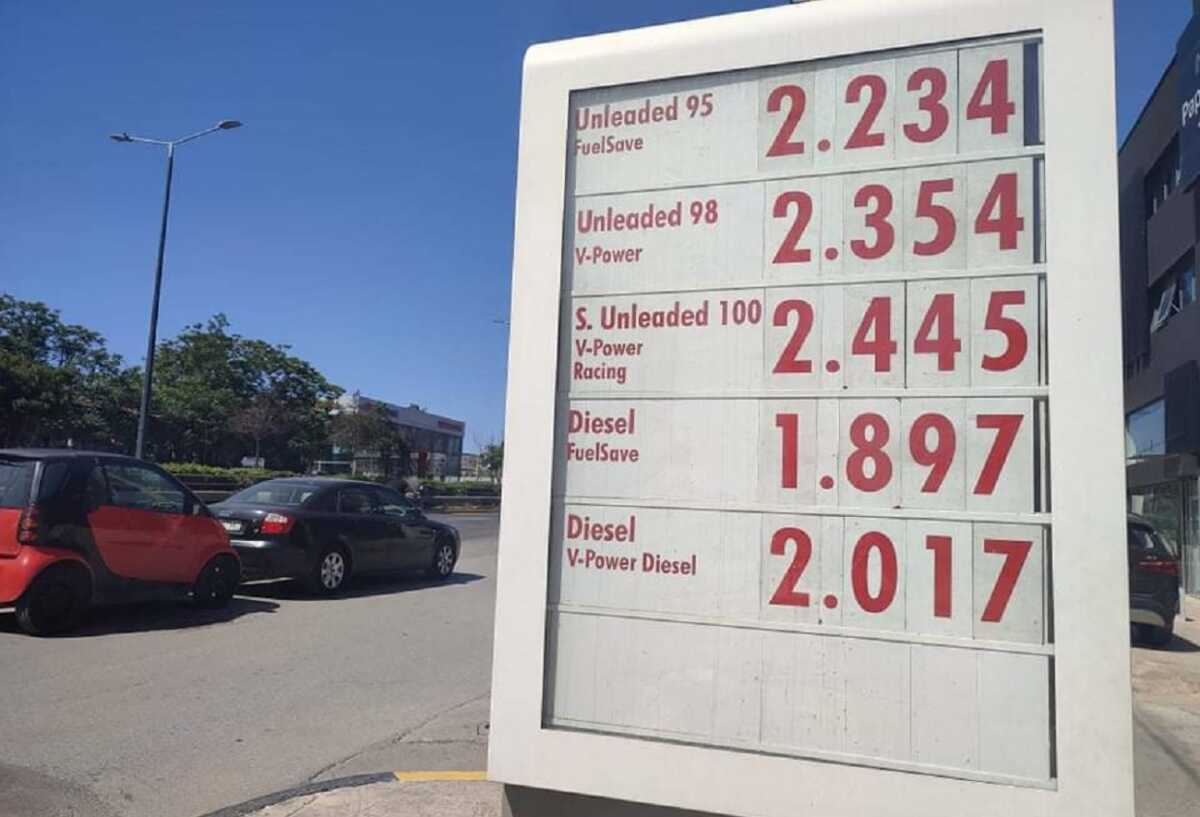 Unleaded 95 2.234
FuelSave
Unleaded 98 2.354
V-Power
S. Unleaded 100 2.445
V-Power
Racing
Diesel 1.897
FuelSave
Diesel 2.017
V-Power Diesel